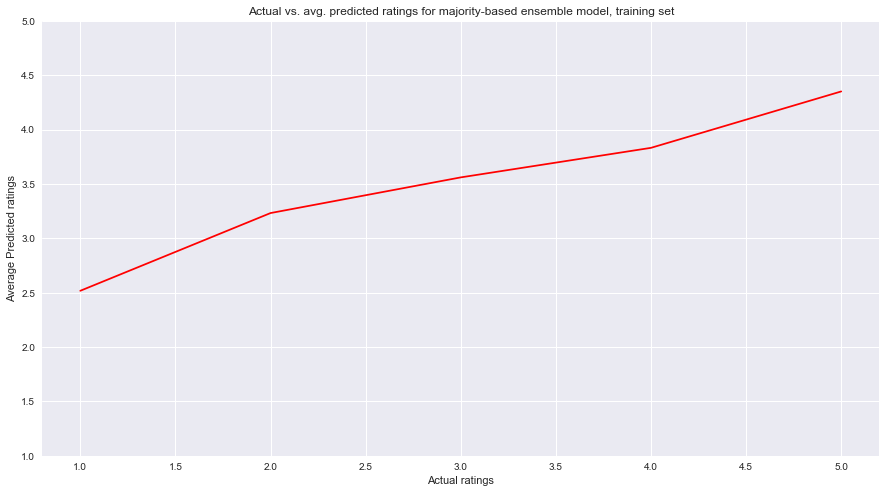 Actual vs. avg. predicted ratings for majority-based ensemble model, training set
5.0
4.5
4.0
3.5
3.0
2.5
2.0
1.5
1.0
Average Predicted ratings
1.0 1.5 2.0 2.5 3.0 3.5 4.0 4.5 5.0
Actual ratings